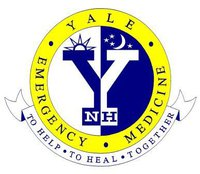 • YALE •
EMERGENCY • MEDICINE
Y
NH
TO HELP • TO HEAL • TOGETHER